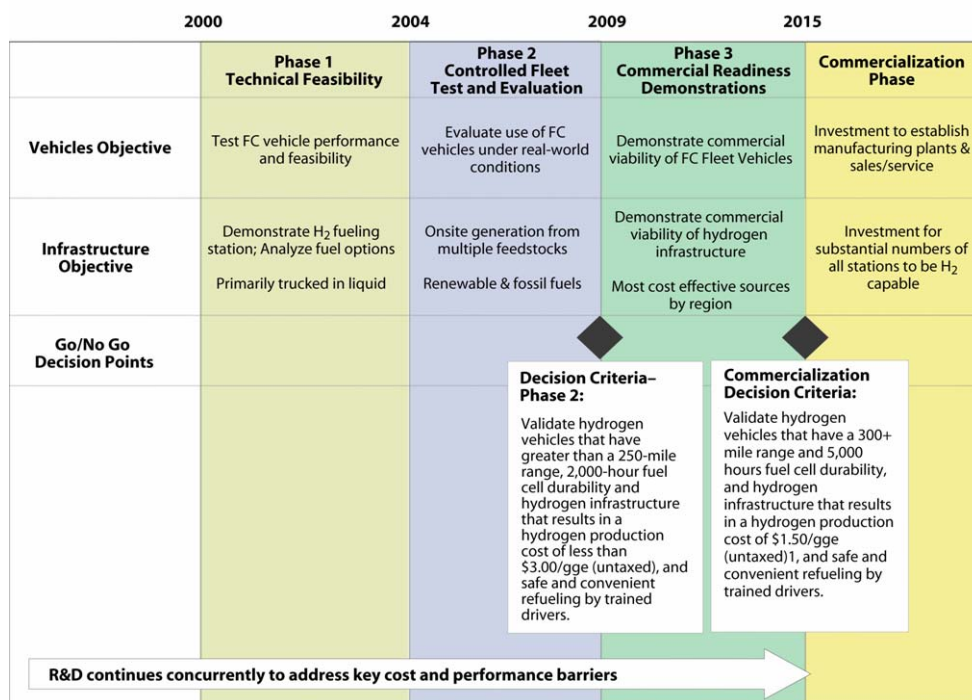 2000 2004 2009 2015
Phase 1
Technical Feasibility
Phase 2
Controlled Fleet
Test and Evaluation
Phase 3
Commercial Readiness
Demonstrations
Commercialization
Phase
Vehicles Objective
Test FC vehicle performance
and feasibility
Evaluate use of FC
vehicles under real-world
conditions
Demonstrate commercial
viability of FC Fleet Vehicles
Investment to establish
manufacturing plants &
sales/service
Infrastructure
Objective
Demonstrate H₂ fueling
station; Analyze fuel options
Primarily trucked in liquid
Onsite generation from
multiple feedstocks
Renewable & fossil fuels
Demonstrate commercial
viability of hydrogen
infrastructure
Most cost effective sources
by region
Investment for
substantial numbers of
all stations to be H₂
capable
Go/No Go
Decision Points
Decision Criteria–
Phase 2:
Validate hydrogen
vehicles that have
greater than a 250-mile
range, 2,000-hour fuel
cell durability and
hydrogen infrastructure
that results in a
hydrogen production
cost of less than
$3.00/gge (untaxed), and
safe and convenient
refueling by trained
drivers.
Commercialization
Decision Criteria:
Validate hydrogen
vehicles that have a 300+
mile range and 5,000
hours fuel cell durability,
and hydrogen
infrastructure that results
in a hydrogen production
cost of $1.50/gge
(untaxed)1, and safe and
convenient refueling by
trained drivers.
R&D continues concurrently to address key cost and performance barriers